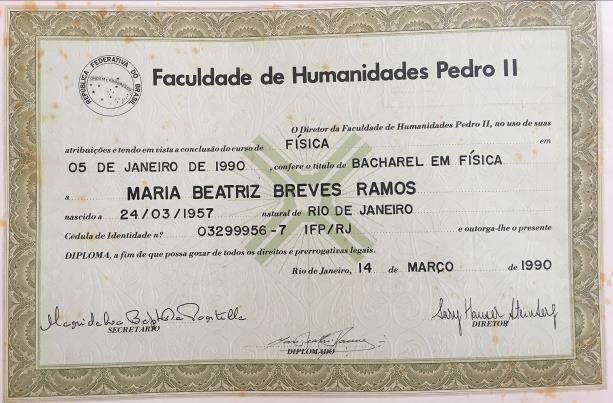 REPÚBLICA FEDERATIVA DO BRASIL
Faculdade de Humanidades Pedro II
O Diretor da Faculdade de Humanidades Pedro II, no uso de suas
atribuições e tendo em vista a conclusão do curso de FÍSICA em
05 DE JANEIRO DE 1990, confere o título de BACHAREL EM FÍSICA
a MARIA BEATRIZ BREVES RAMOS
nascido a 24/03/1957 natural de RIO DE JANEIRO
Cédula de Identidade nº 03299956-7 IFP/RJ e outorga-lhe o presente
DIPLOMA, a fim de que possa gozar de todos os direitos e prerrogativas legais.
Rio de Janeiro, 14 de MARÇO de 1990
SECRETÁRIO
DIRETOR
DIPLOMADO